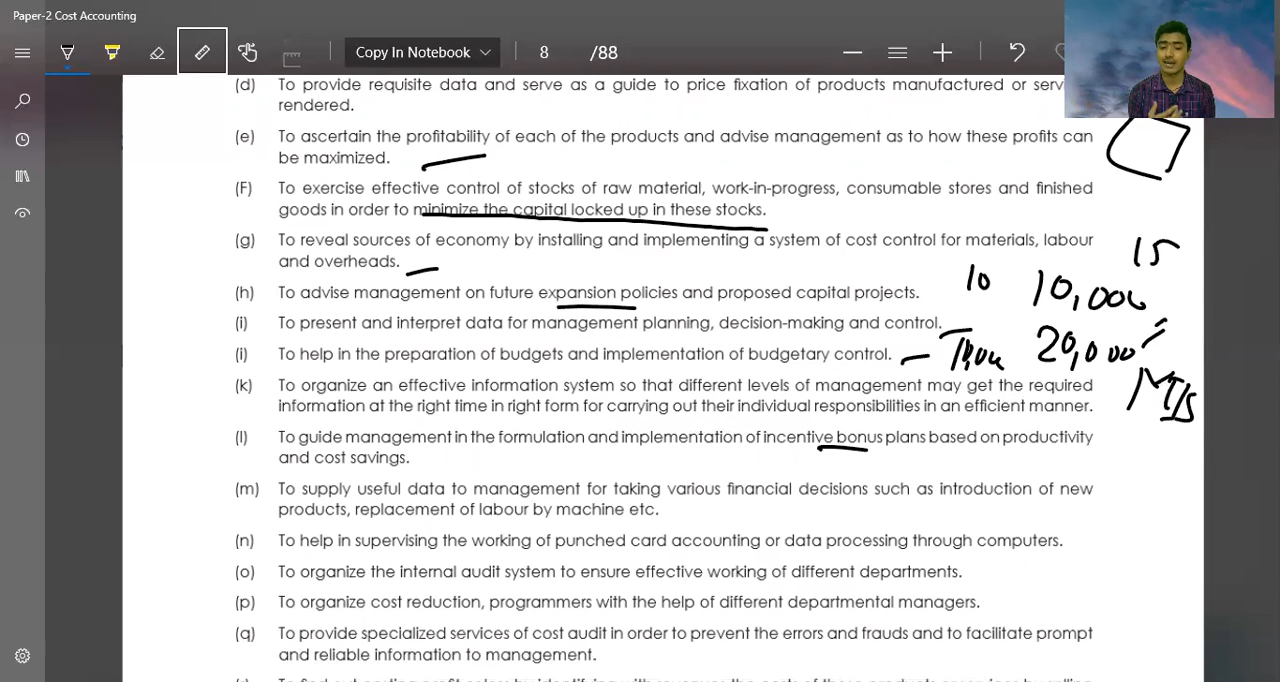 Paper-2 Cost Accounting
Copy In Notebook 8 /88
(d) To provide requisite data and serve as a guide to price fixation of products manufactured or
rendered.
(e) To ascertain the profitability of each of the products and advise management as to how these profits can
be maximized.
(F) To exercise effective control of stocks of raw material, work-in-progress, consumable stores and finished
goods in order to minimize the capital locked up in these stocks.
(g) To reveal sources of economy by installing and implementing a system of cost control for materials, labour
and overheads.
15
(h) To advise management on future expansion policies and proposed capital projects. 10 10,000
(i) To present and interpret data for management planning, decision-making and control.
(i) To help in the preparation of budgets and implementation of budgetary control. 20,000
(k) To organize an effective information system so that different levels of management may get the required
information at the right time in right form for carrying out their individual responsibilities in an efficient manner.
(l) To guide management in the formulation and implementation of incentive bonus plans based on productivity
and cost savings.
(m) To supply useful data to management for taking various financial decisions such as introduction of new
products, replacement of labour by machine etc.
(n) To help in supervising the working of punched card accounting or data processing through computers.
(o) To organize the internal audit system to ensure effective working of different departments.
(p) To organize cost reduction, programmers with the help of different departmental managers.
(q) To provide specialized services of cost audit in order to prevent the errors and frauds and to facilitate prompt
and reliable information to management.